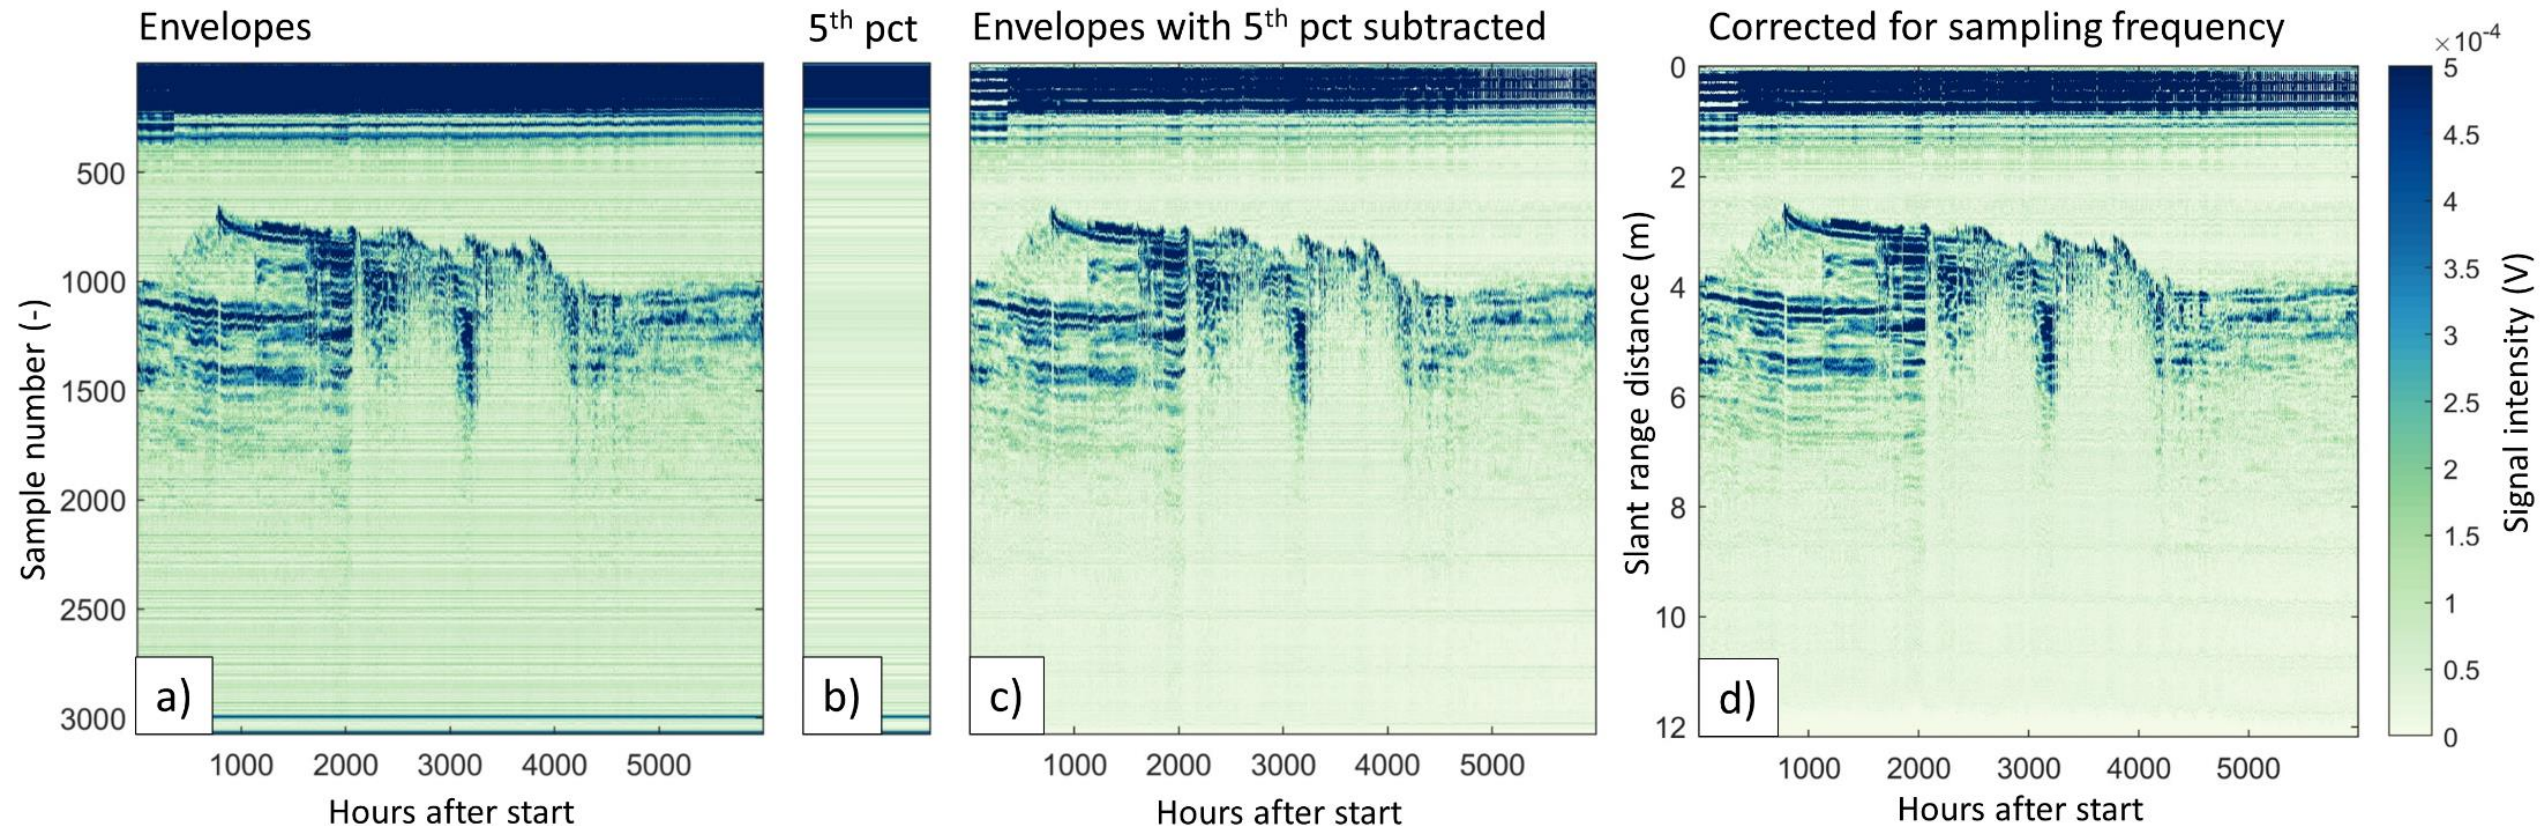 Envelopes
5th pct
Envelopes with 5th pct subtracted
Corrected for sampling frequency
×10-4
Sample number (-)
500
1000
1500
2000
2500
3000
a)
1000 2000 3000 4000 5000
Hours after start
b)
c)
1000 2000 3000 4000 5000
Hours after start
Slant range distance (m)
0
2
4
6
8
10
12
d)
1000 2000 3000 4000 5000
Hours after start
5
4.5
4
3.5
3
2.5
2
1.5
1
0.5
0
Signal intensity (V)